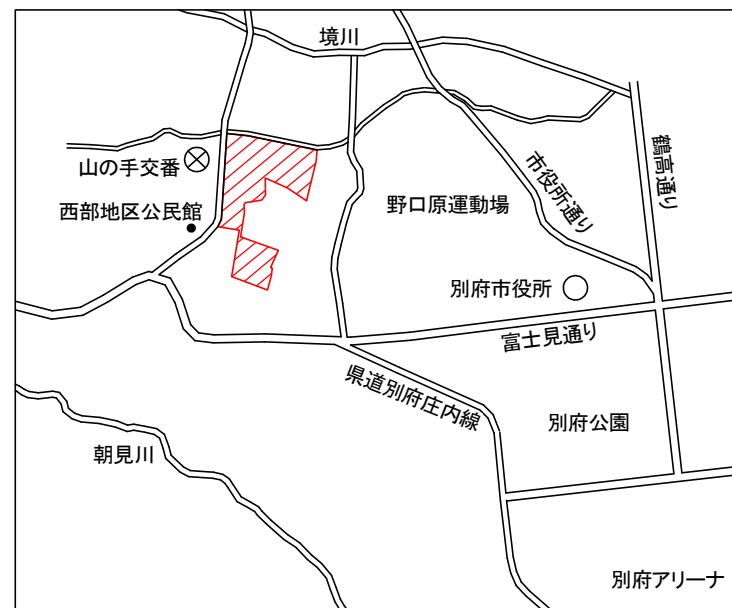 境川
山の手交番
鶴高通り
市役所通り
野口原運動場
西部地区公民館
別府市役所
富士見通り
県道別府庄内線
別府公園
朝見川
別府アリーナ